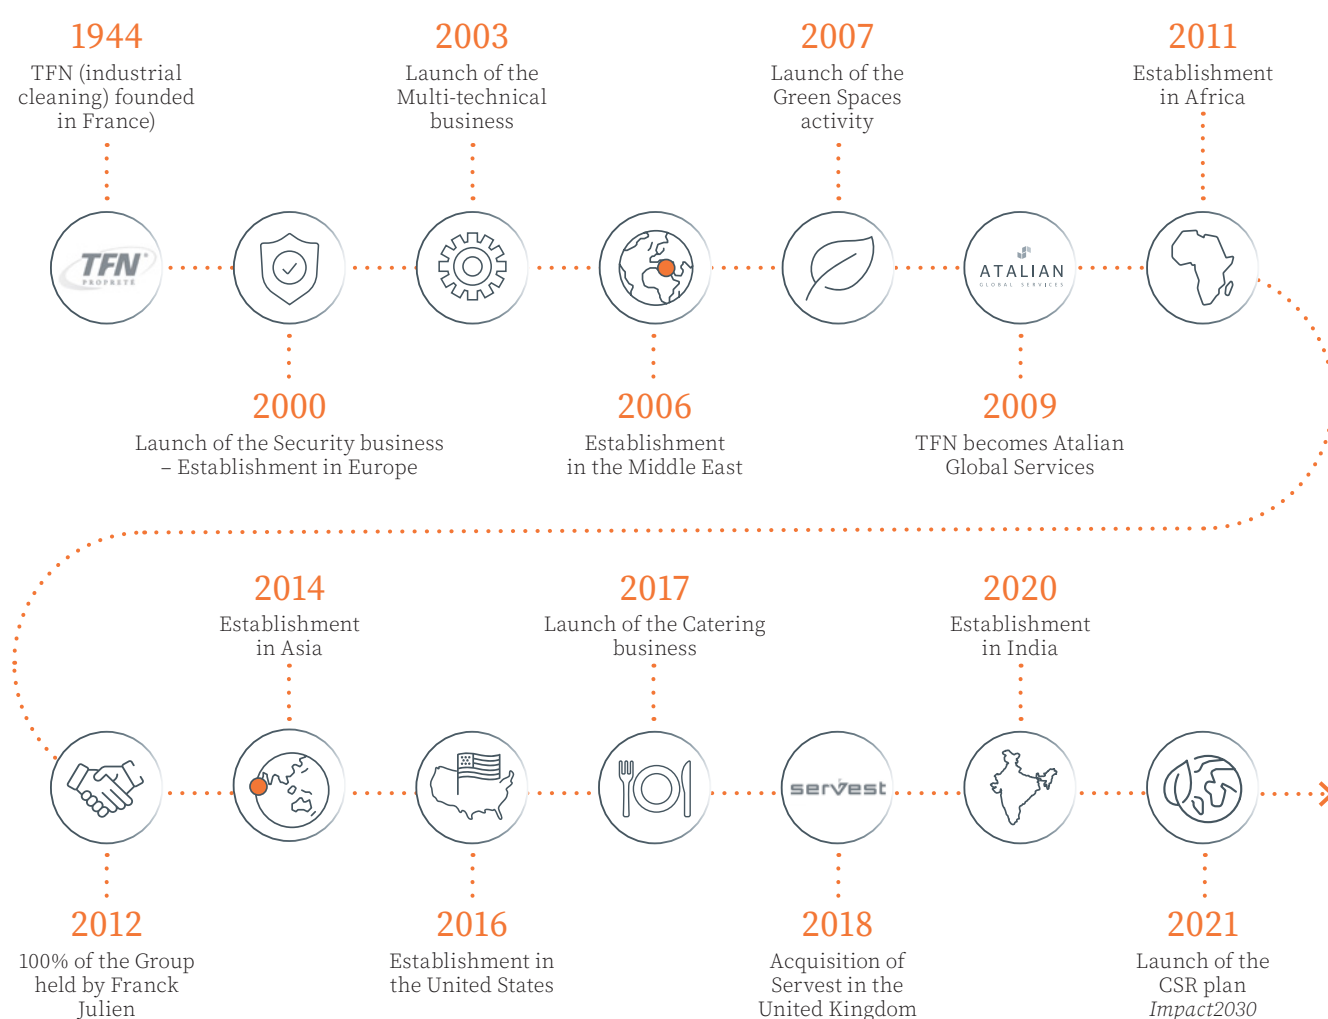 1944
TFN (industrial
cleaning) founded
in France)
2003
Launch of the
Multi-technical
business
2007
Launch of the
Green Spaces
activity
2011
Establishment
in Africa
TFN
PROPRETE
ATALIAN
GLOBAL SERVICES
2000
Launch of the Security business
– Establishment in Europe
2006
Establishment
in the Middle East
2009
TFN becomes Atalian
Global Services
2014
Establishment
in Asia
2017
Launch of the Catering
business
2020
Establishment
in India
servest
2012
100% of the Group
held by Franck
Julien
2016
Establishment in
the United States
2018
Acquisition of
Servest in the
United Kingdom
2021
Launch of the
CSR plan
Impact2030